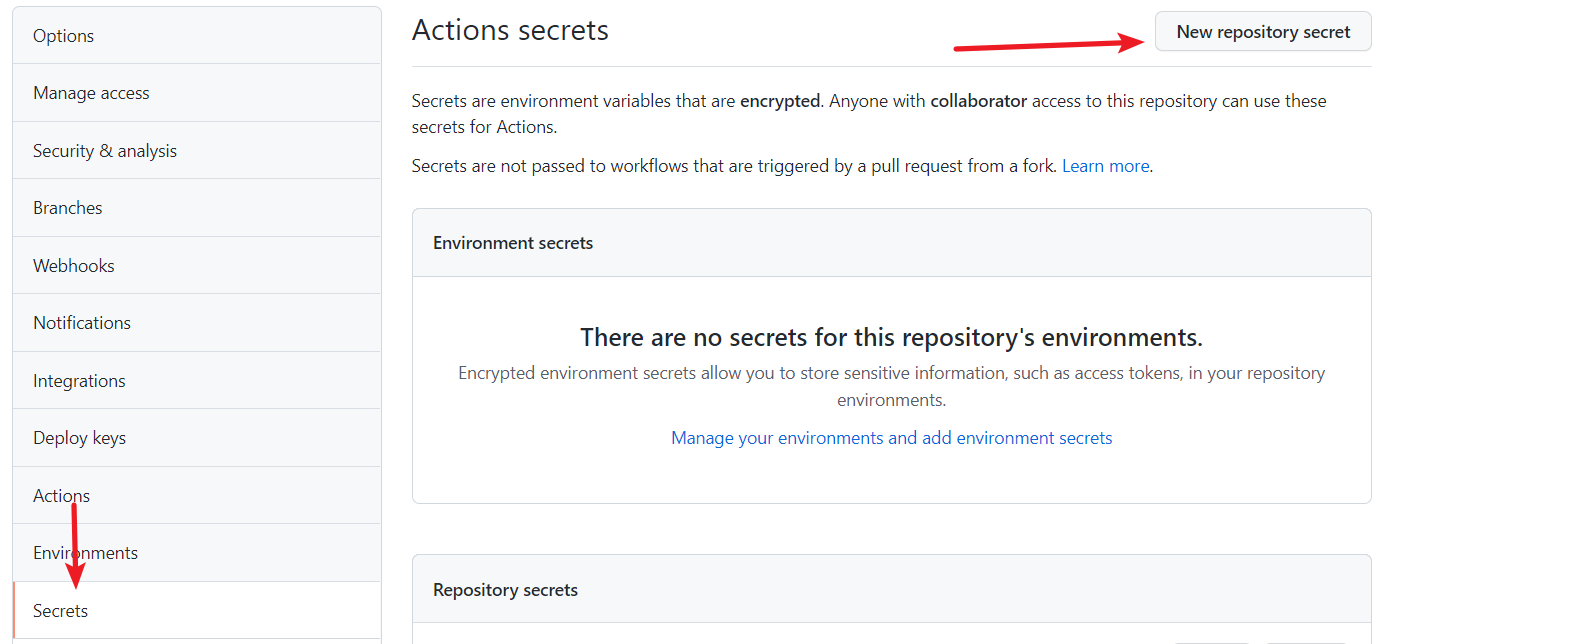 Options
Manage access
Security & analysis
Branches
Webhooks
Notifications
Integrations
Deploy keys
Actions
Environments
Secrets
Actions secrets
New repository secret
Secrets are environment variables that are encrypted. Anyone with collaborator access to this repository can use these
secrets for Actions.
Secrets are not passed to workflows that are triggered by a pull request from a fork. Learn more.
Environment secrets
There are no secrets for this repository's environments.
Encrypted environment secrets allow you to store sensitive information, such as access tokens, in your repository
environments.
Manage your environments and add environment secrets
Repository secrets